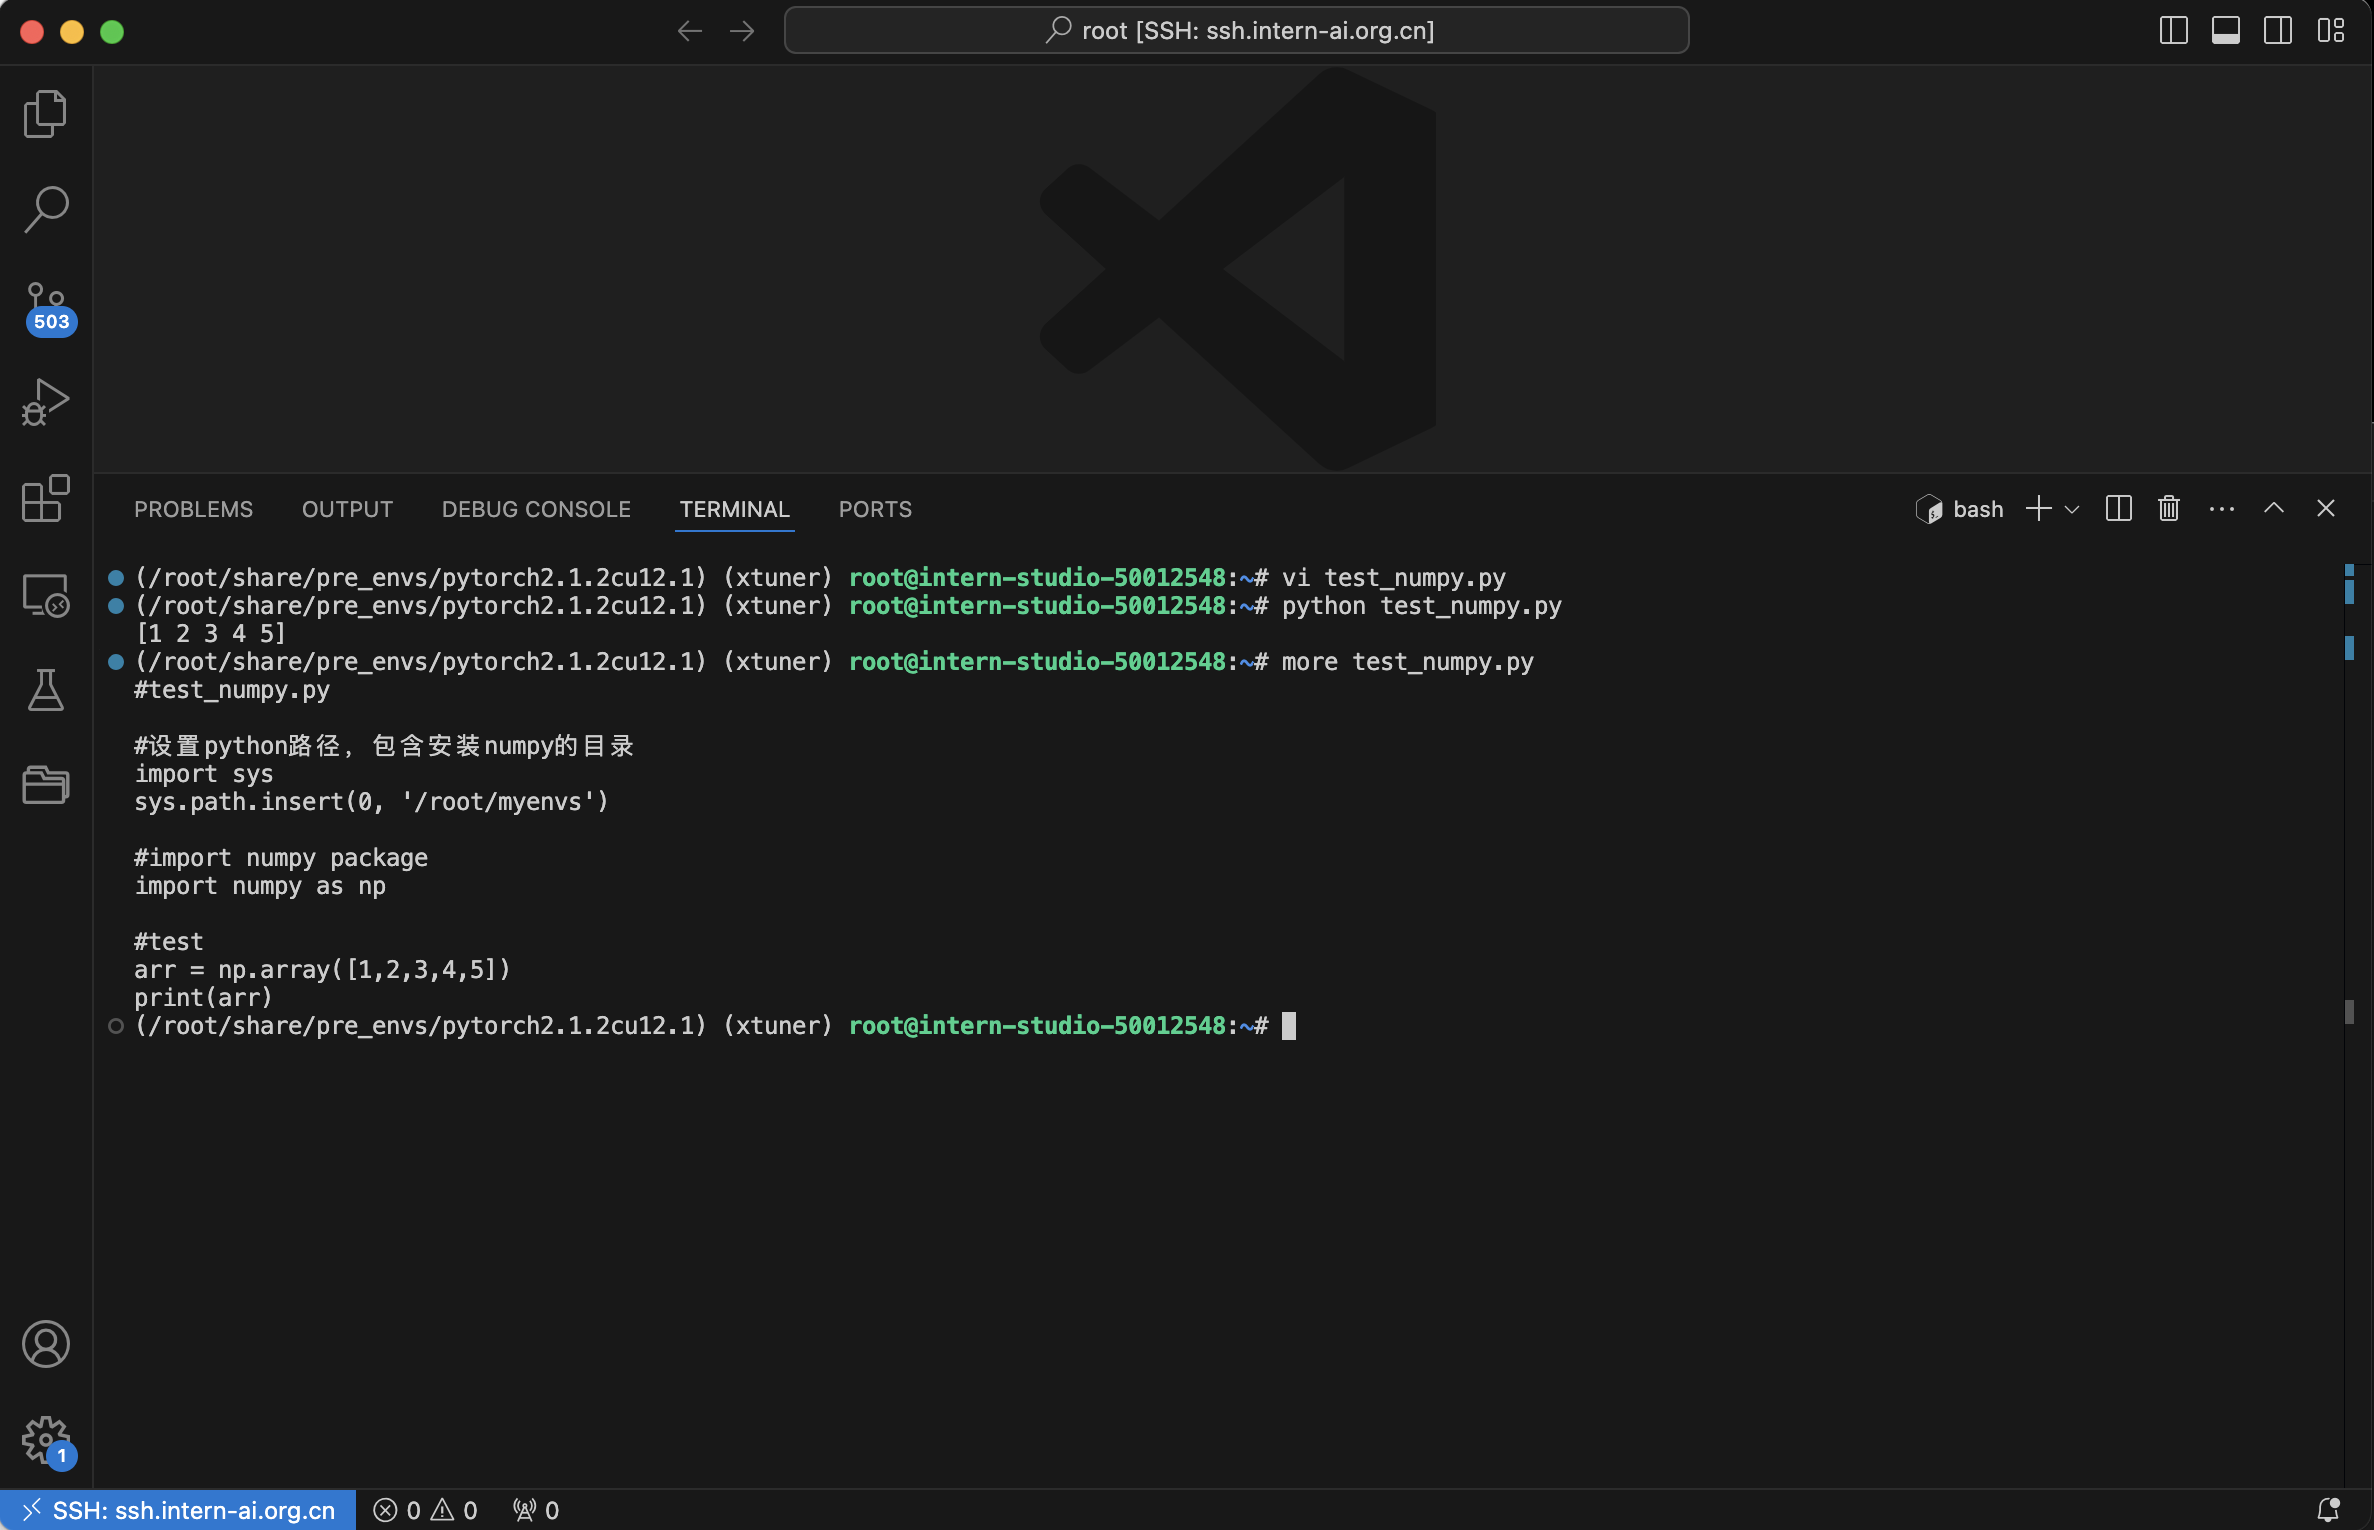 root [SSH: ssh.intern-ai.org.cn]
503
PROBLEMS OUTPUT DEBUG CONSOLE TERMINAL PORTS bash
(/root/share/pre_envs/pytorch2.1.2cu12.1) (xtuner) root@intern-studio-50012548:~# vi test_numpy.py
(/root/share/pre_envs/pytorch2.1.2cu12.1) (xtuner) root@intern-studio-50012548:~# python test_numpy.py
[1 2 3 4 5]
(/root/share/pre_envs/pytorch2.1.2cu12.1) (xtuner) root@intern-studio-50012548:~# more test_numpy.py
#test_numpy.py
#设置python路径, 包含安装numpy的目录
import sys
sys.path.insert(0, '/root/myenvs')
#import numpy package
import numpy as np
#test
arr = np.array([1,2,3,4,5])
print(arr)
(/root/share/pre_envs/pytorch2.1.2cu12.1) (xtuner) root@intern-studio-50012548:~#
1
SSH: ssh.intern-ai.org.cn 0 0 0